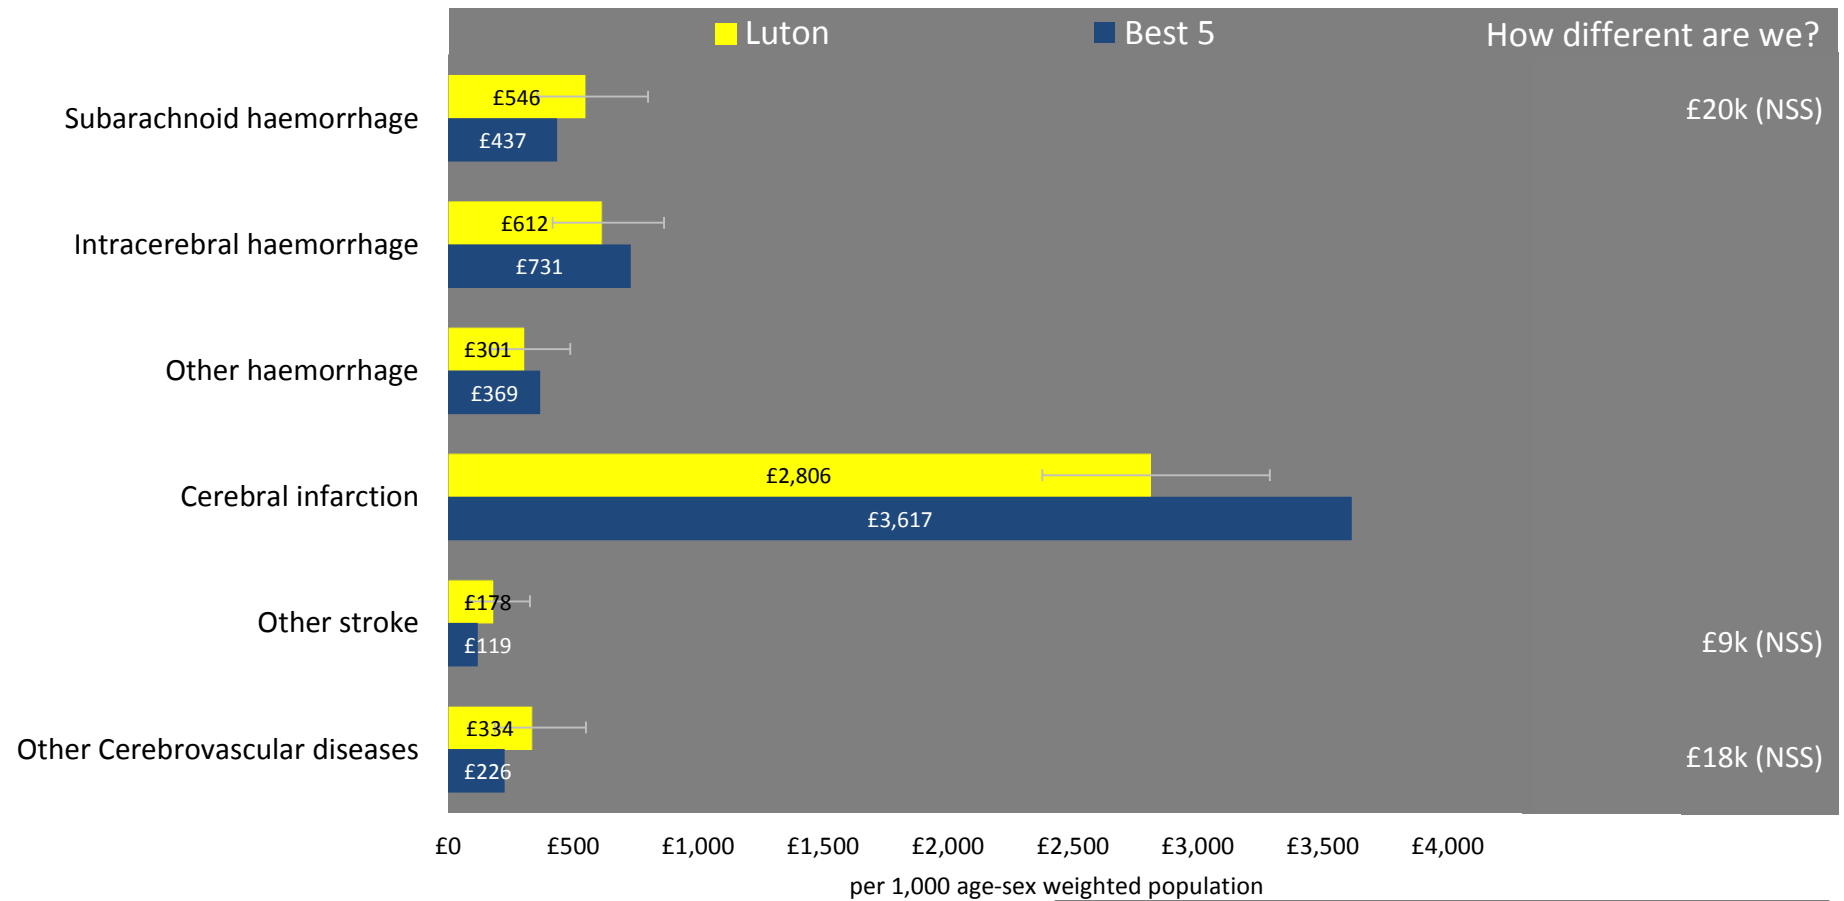 Luton Best 5 How different are we?
Subarachnoid haemorrhage £546 £20k (NSS)
£437
Intracerebral haemorrhage £612
£731
Other haemorrhage £301
£369
Cerebral infarction £2,806
£3,617
Other stroke £178
£119 £9k (NSS)
Other Cerebrovascular diseases £334 £18k (NSS)
£226
£0 £500 £1,000 £1,500 £2,000 £2,500 £3,000 £3,500 £4,000
per 1,000 age-sex weighted population